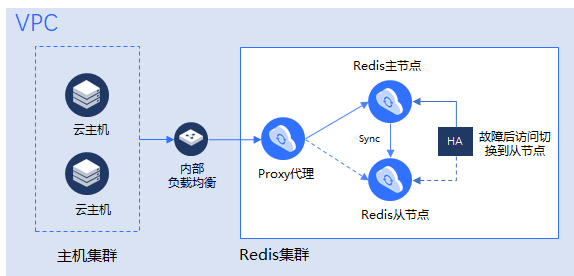 VPC
云主机
云主机
主机集群
内部
负载均衡
Proxy代理
Redis主节点
Sync
Redis从节点
HA
故障后访问切
换到从节点
Redis集群